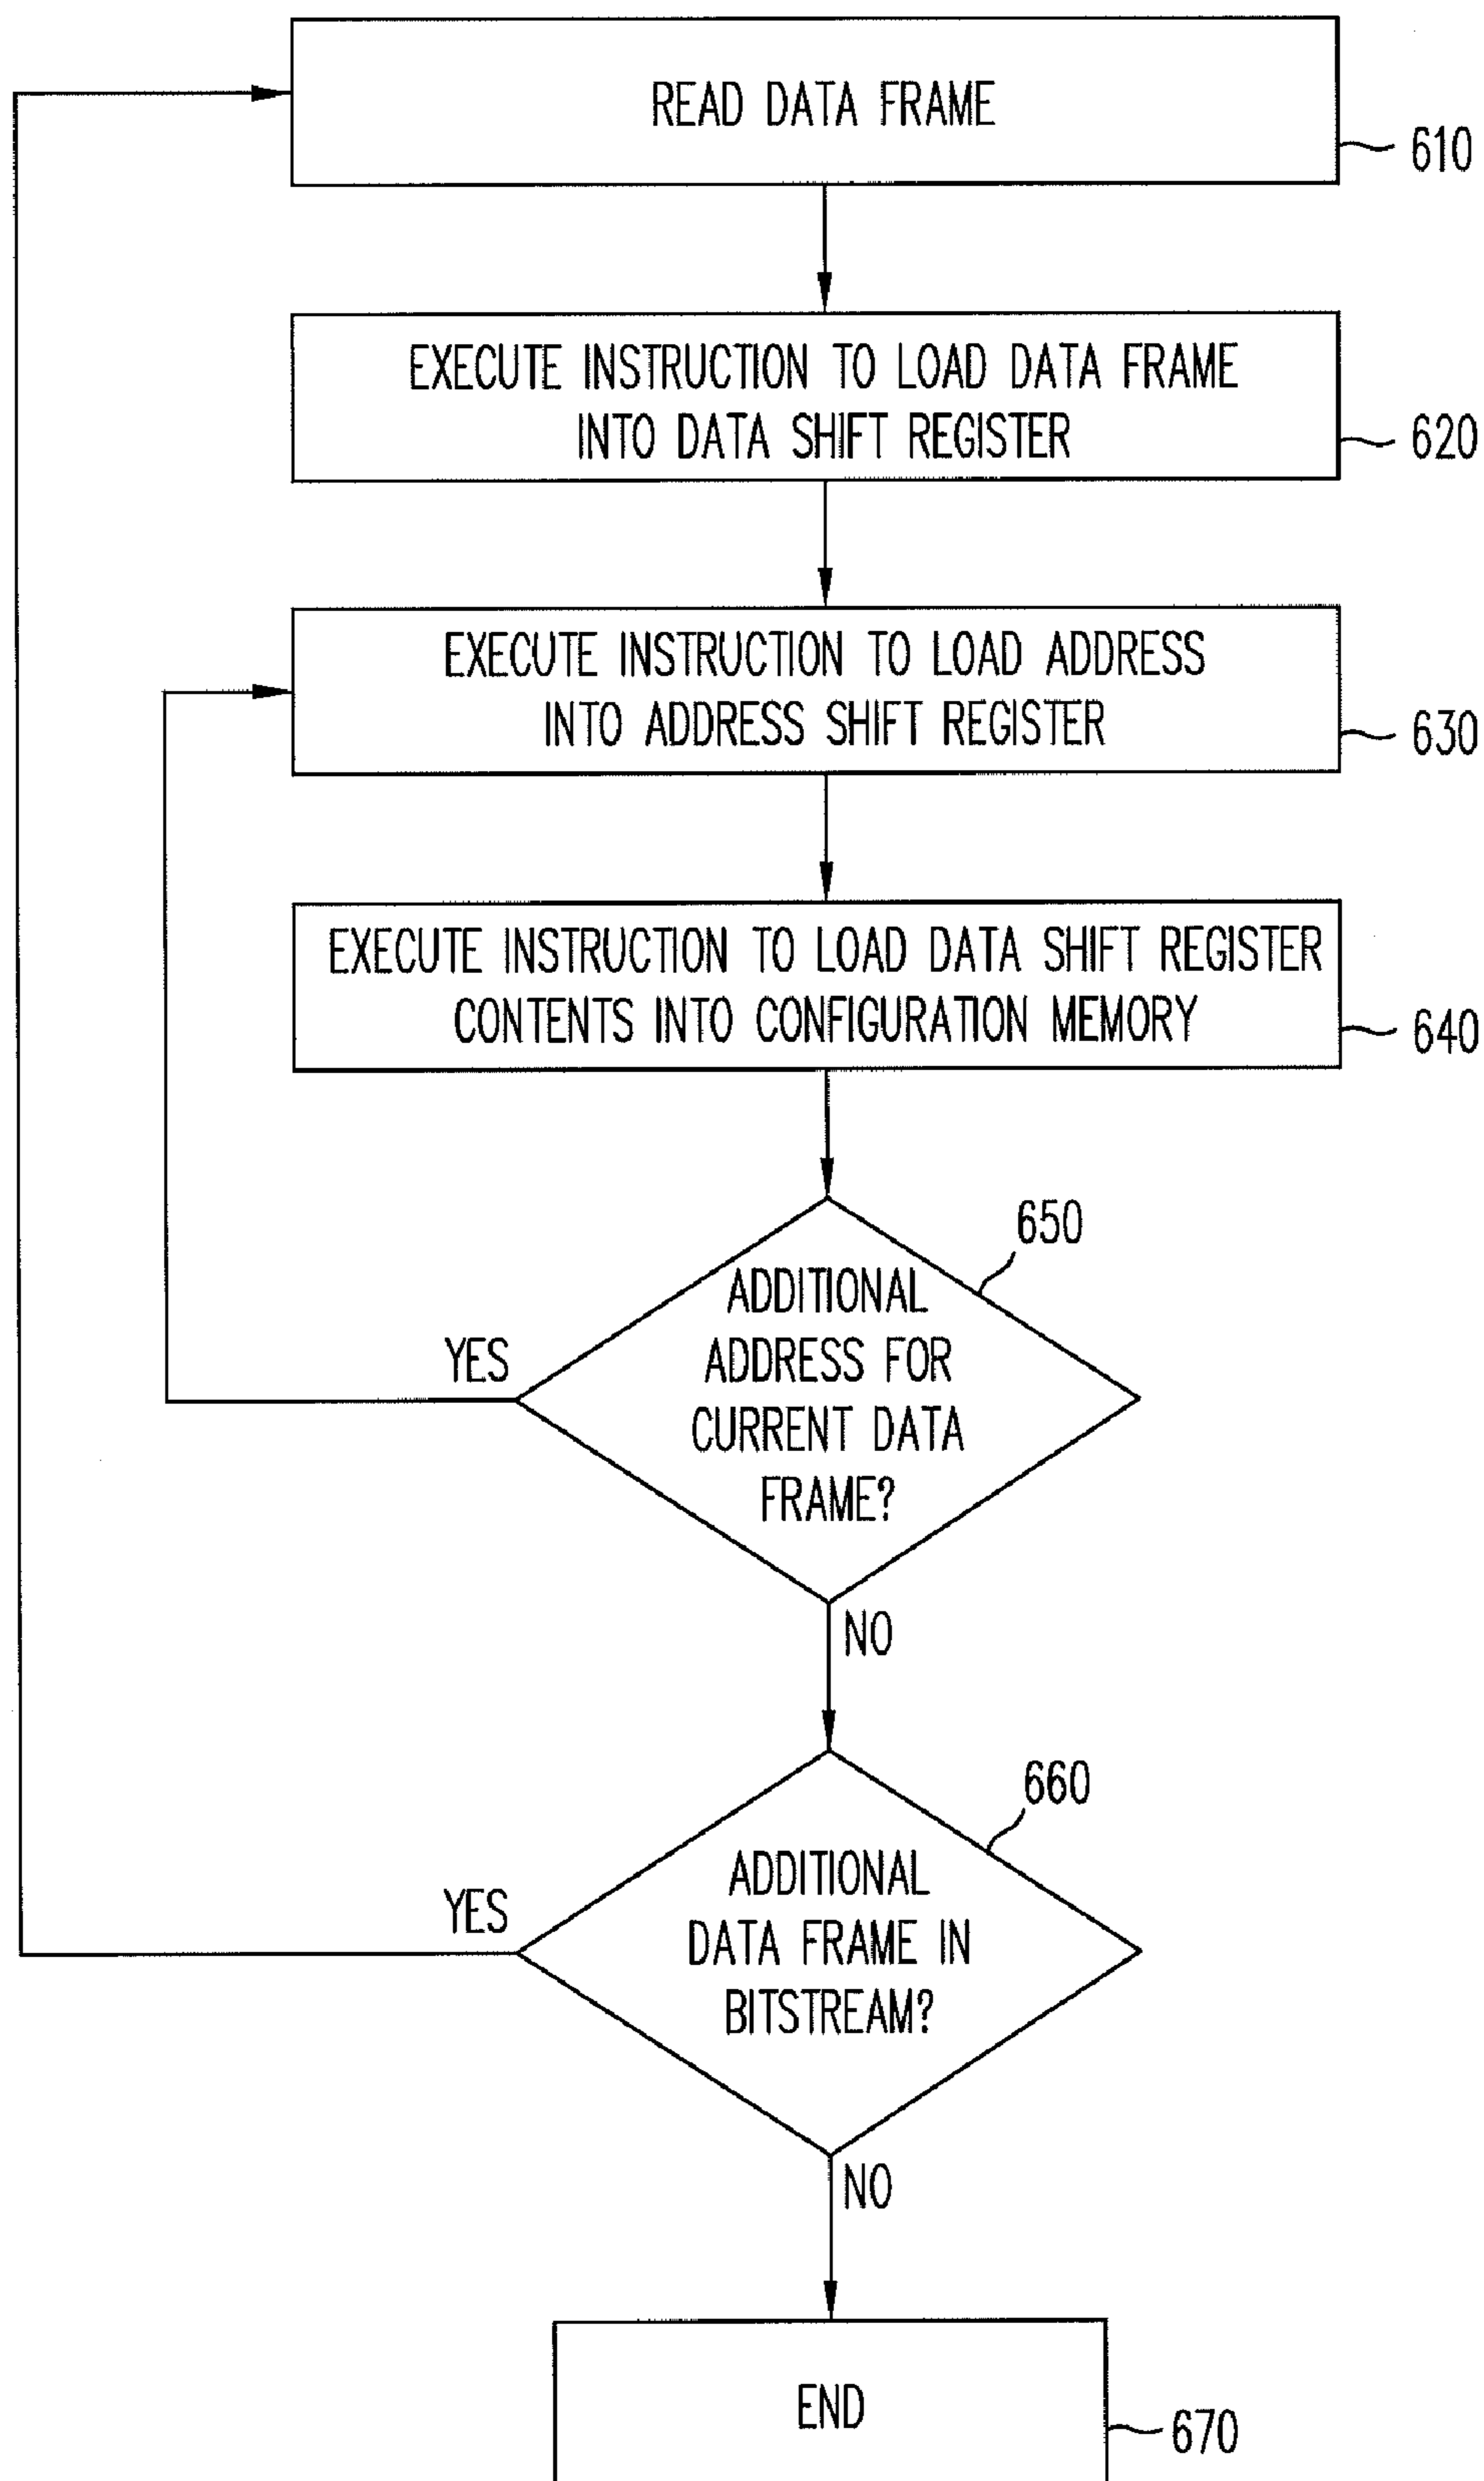 READ DATA FRAME
610
EXECUTE INSTRUCTION TO LOAD DATA FRAME
INTO DATA SHIFT REGISTER
620
EXECUTE INSTRUCTION TO LOAD ADDRESS
INTO ADDRESS SHIFT REGISTER
630
EXECUTE INSTRUCTION TO LOAD DATA SHIFT REGISTER
CONTENTS INTO CONFIGURATION MEMORY
640
650
ADDITIONAL
ADDRESS FOR
CURRENT DATA
FRAME?
YES
NO
660
ADDITIONAL
DATA FRAME IN
BITSTREAM?
YES
NO
END
670